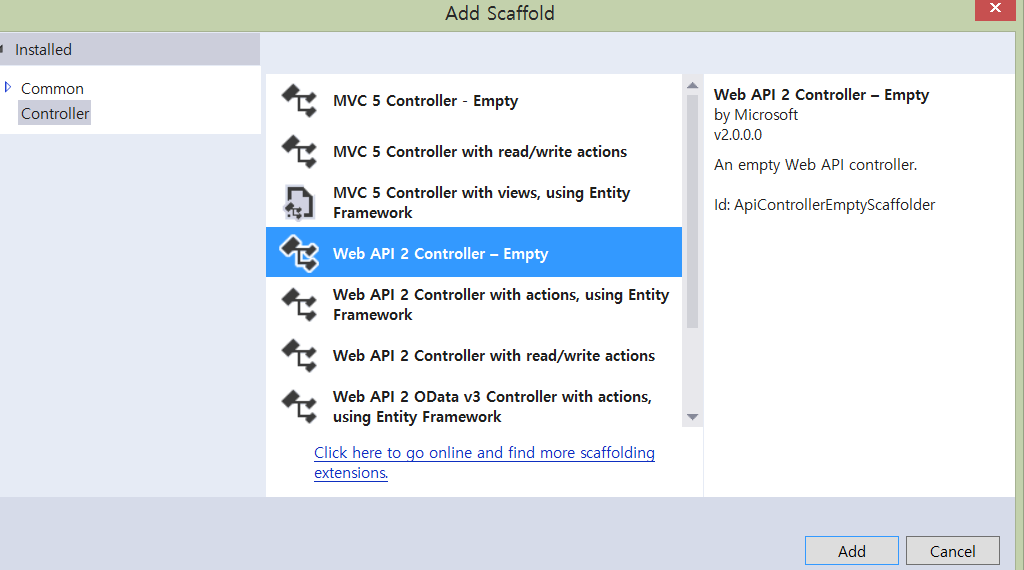 Add Scaffold
Installed
Common
Controller
MVC 5 Controller - Empty
MVC 5 Controller with read/write actions
MVC 5 Controller with views, using Entity
Framework
Web API 2 Controller – Empty
Web API 2 Controller with actions, using Entity
Framework
Web API 2 Controller with read/write actions
Web API 2 OData v3 Controller with actions,
using Entity Framework
Click here to go online and find more scaffolding
extensions.
Web API 2 Controller – Empty
by Microsoft
v2.0.0.0
An empty Web API controller.
Id: ApiControllerEmptyScaffolder
Add
Cancel